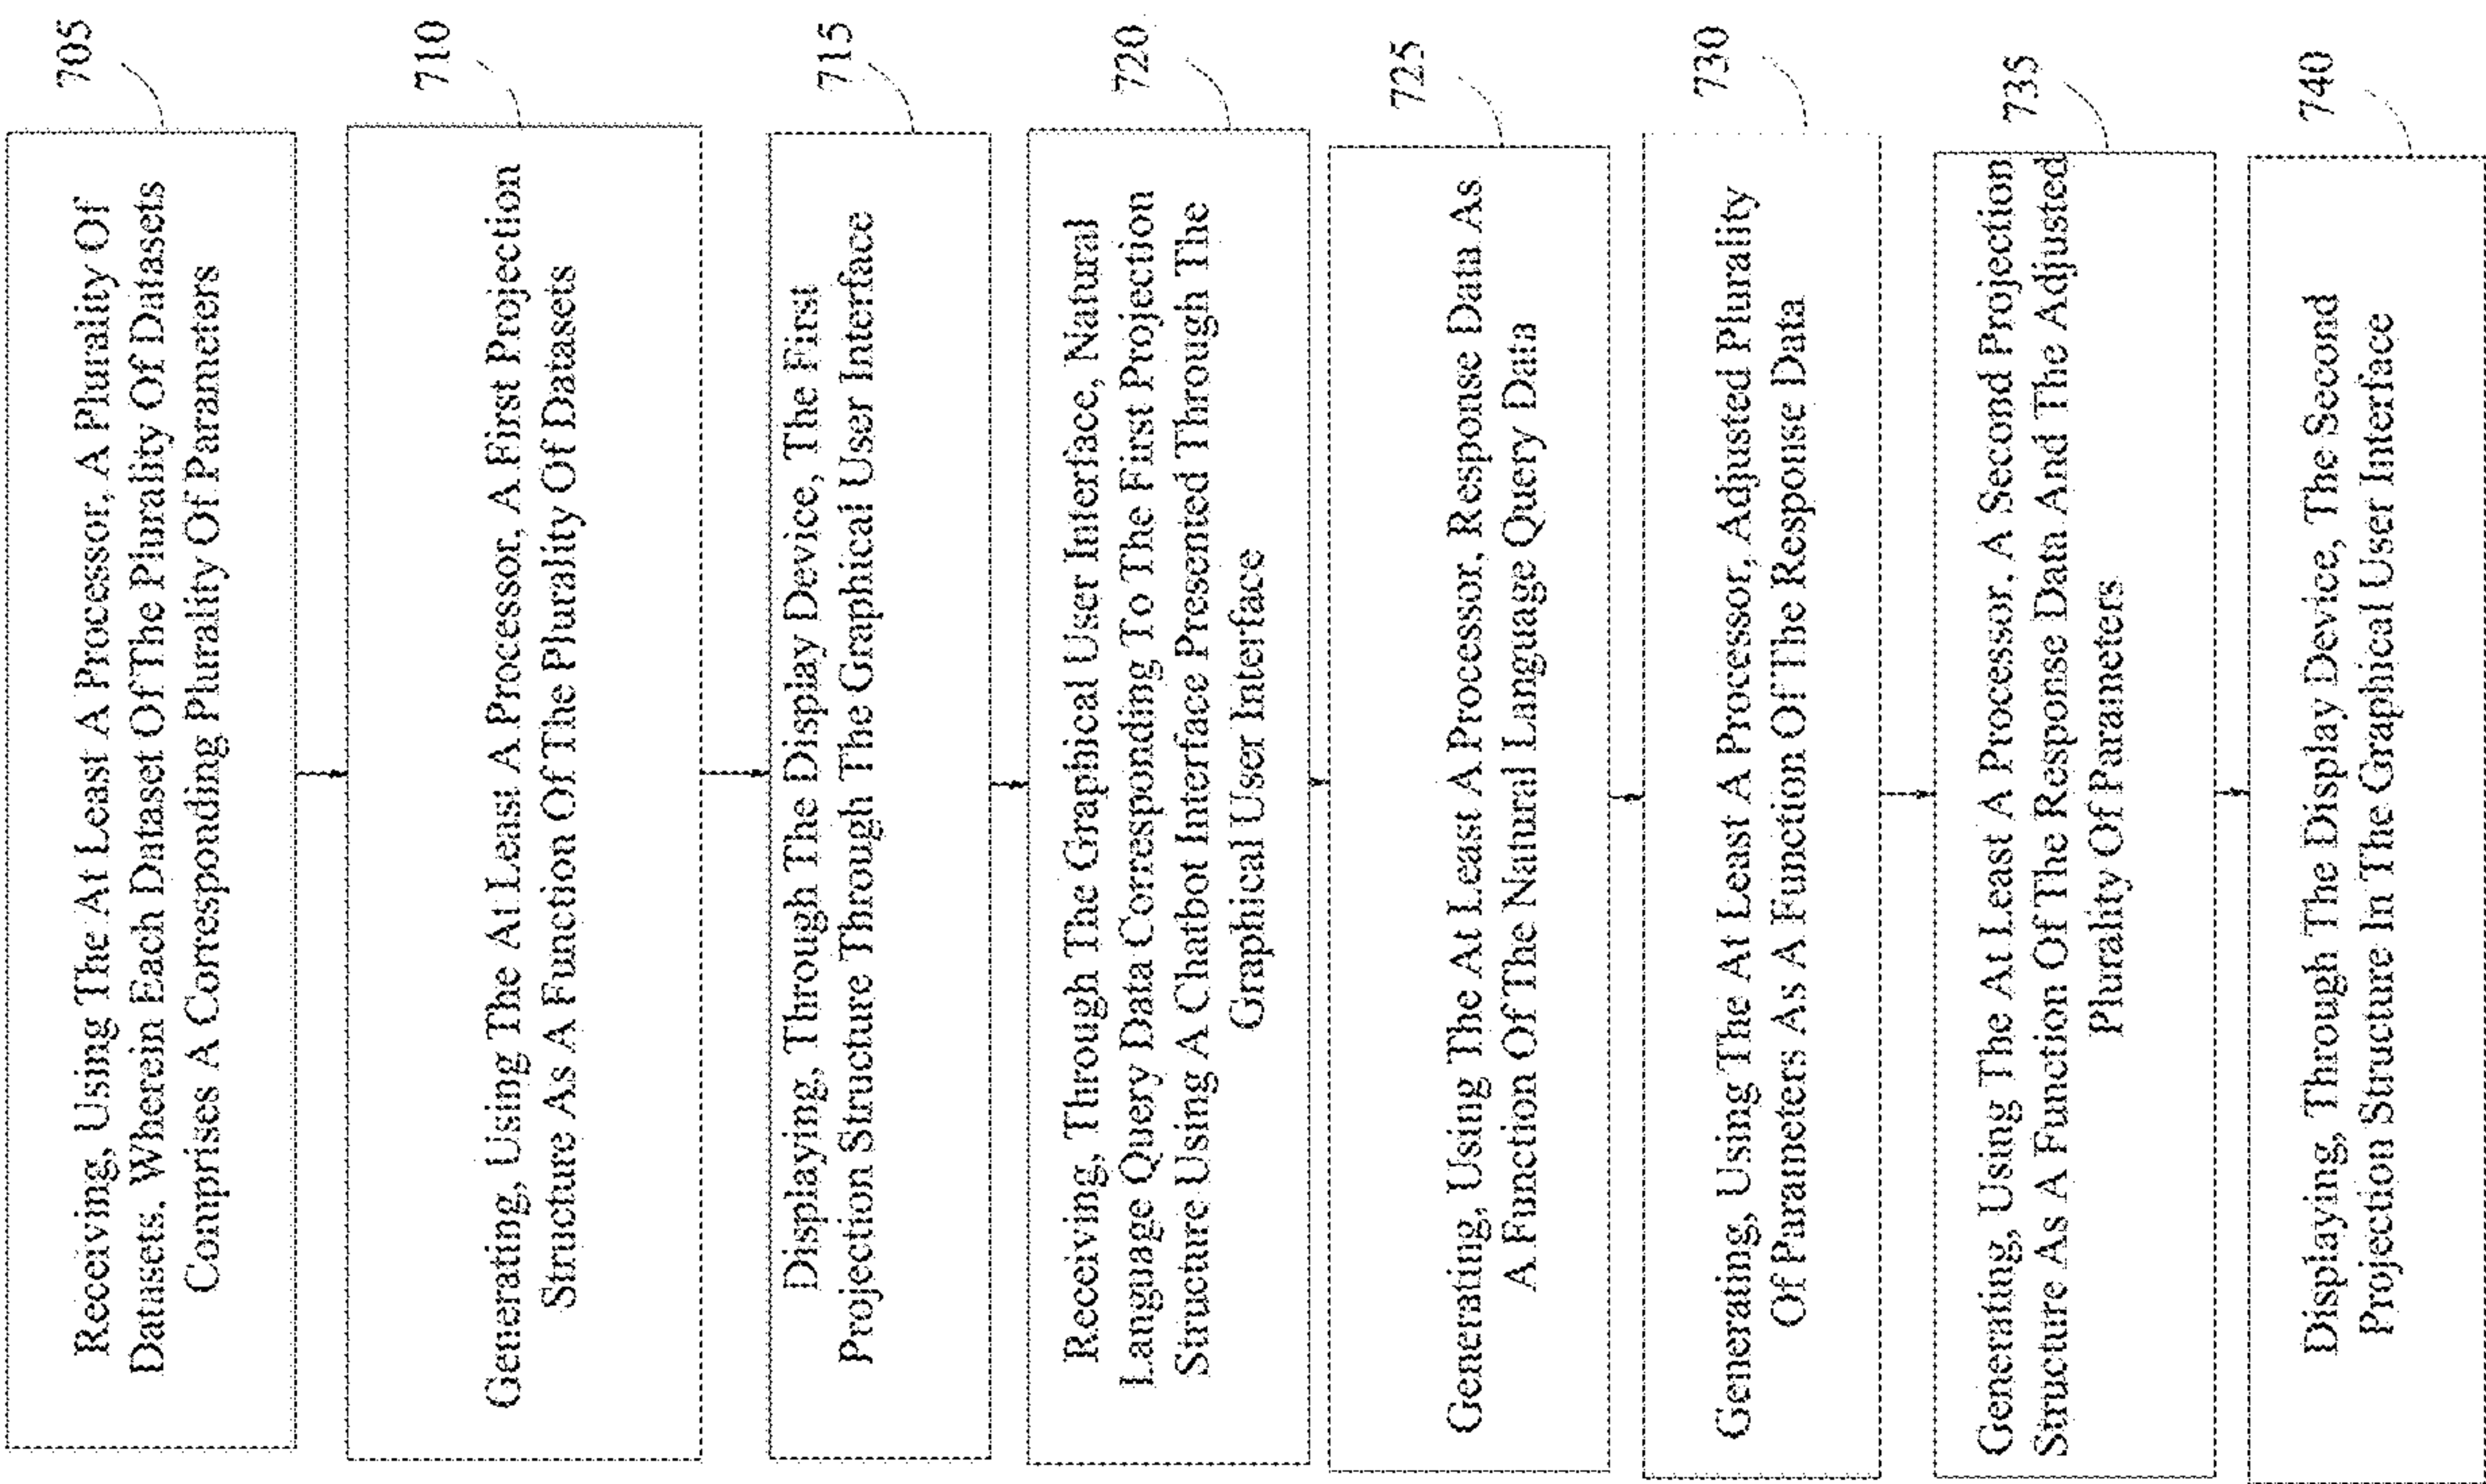 705
Receiving, Using The At Least A Processor, A Plurality Of
Datasets, Wherein Each Dataset Of The Plurality Of Datasets
Comprises A Corresponding Plurality Of Parameters
710
Generating, Using The At Least A Processor, A First Projection
Structure As A Function Of The Plurality Of Datasets
715
Displaying, Through The Display Device, The First
Projection Structure Through The Graphical User Interface
720
Receiving, Through The Graphical User Interface, Natural
Language Query Data Corresponding To The First Projection
Structure Using A Chatbot Interface Presented Through The
Graphical User Interface
725
Generating, Using The At Least A Processor, Response Data As
A Function Of The Natural Language Query Data
730
Generating, Using The At Least A Processor, Adjusted Plurality
Of Parameters As A Function Of The Response Data
735
Generating, Using The At Least A Processor, A Second Projection
Structure As A Function Of The Response Data And The Adjusted
Plurality Of Parameters
740
Displaying, Through The Display Device, The Second
Projection Structure In The Graphical User Interface